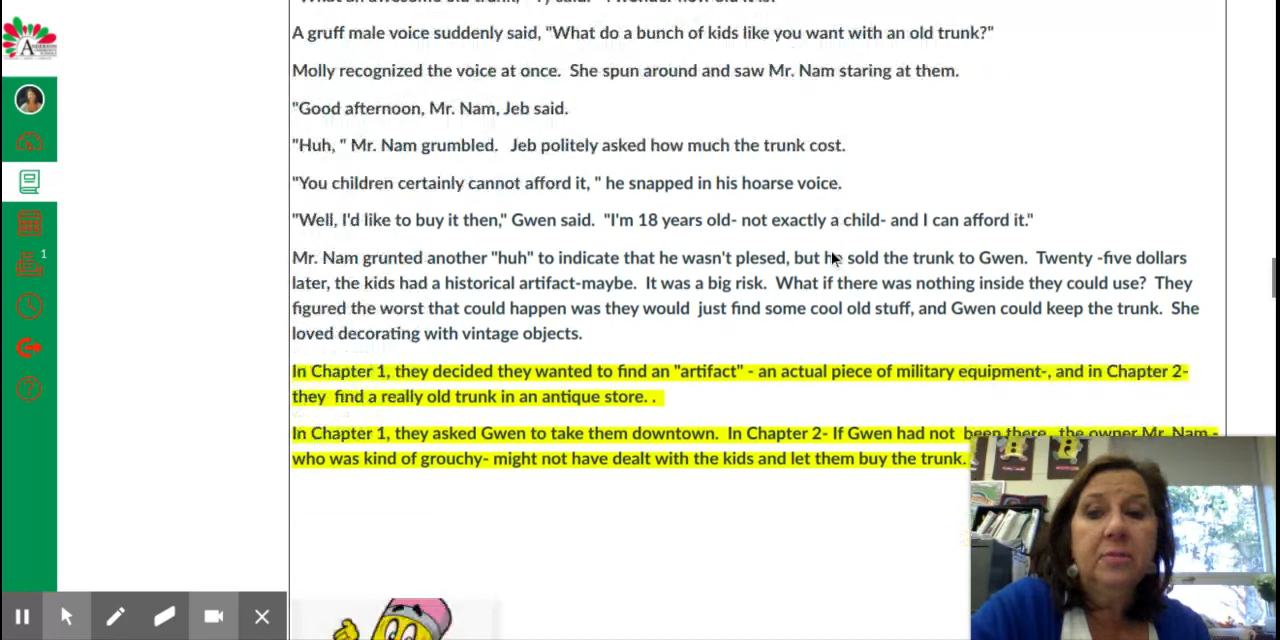 A gruff male voice suddenly said, "What do a bunch of kids like you want with an old trunk?"
Molly recognized the voice at once. She spun around and saw Mr. Nam staring at them.
"Good afternoon, Mr. Nam, Jeb said.
"Huh, " Mr. Nam grumbled. Jeb politely asked how much the trunk cost.
"You children certainly cannot afford it, " he snapped in his hoarse voice.
"Well, I'd like to buy it then," Gwen said. "I'm 18 years old- not exactly a child- and I can afford it."
Mr. Nam grunted another "huh" to indicate that he wasn't plesed, but he sold the trunk to Gwen. Twenty -five dollars
later, the kids had a historical artifact-maybe. It was a big risk. What if there was nothing inside they could use? They
figured the worst that could happen was they would just find some cool old stuff, and Gwen could keep the trunk. She
loved decorating with vintage objects.
In Chapter 1, they decided they wanted to find an "artifact" - an actual piece of military equipment-, and in Chapter 2-
they find a really old trunk in an antique store. .
In Chapter 1, they asked Gwen to take them downtown. In Chapter 2- If Gwen had not been there, the owner Mr. Nam -
who was kind of grouchy- might not have dealt with the kids and let them buy the trunk.
1